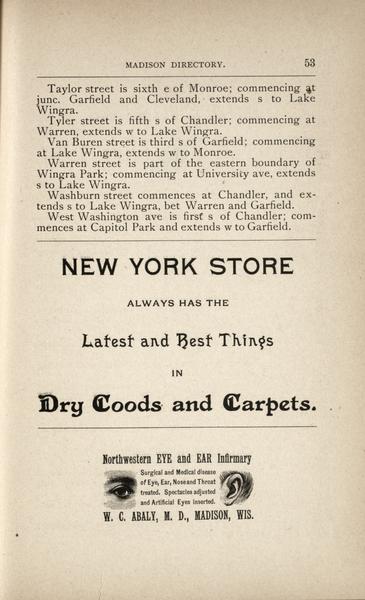 MADISON DIRECTORY. 53
Taylor street is sixth e of Monroe; commencing at
junc. Garfield and Cleveland, extends s to Lake
Wingra.
Tyler street is fifth s of Chandler; commencing at
Warren, extends w to Lake Wingra.
Van Buren street is third s of Garfield; commencing
at Lake Wingra, extends w to Monroe.
Warren street is part of the eastern boundary of
Wingra Park; commencing at University ave, extends
s to Lake Wingra.
Washburn street commences at Chandler, and ex-
tends s to Lake Wingra, bet Warren and Garfield.
West Washington ave is first s of Chandler; com-
mences at Capitol Park and extends w to Garfield.
NEW YORK STORE
ALWAYS HAS THE
Latest and Best Things
IN
Dry Goods and Carpets.
Northwestern EYE and EAR Infirmary
Surgical and Medical disease
of Eye, Ear, Nose and Throat
treated. Spectacles adjusted
and Artificial Eyes inserted.
W. C. ABALY, M. D., MADISON, WIS.